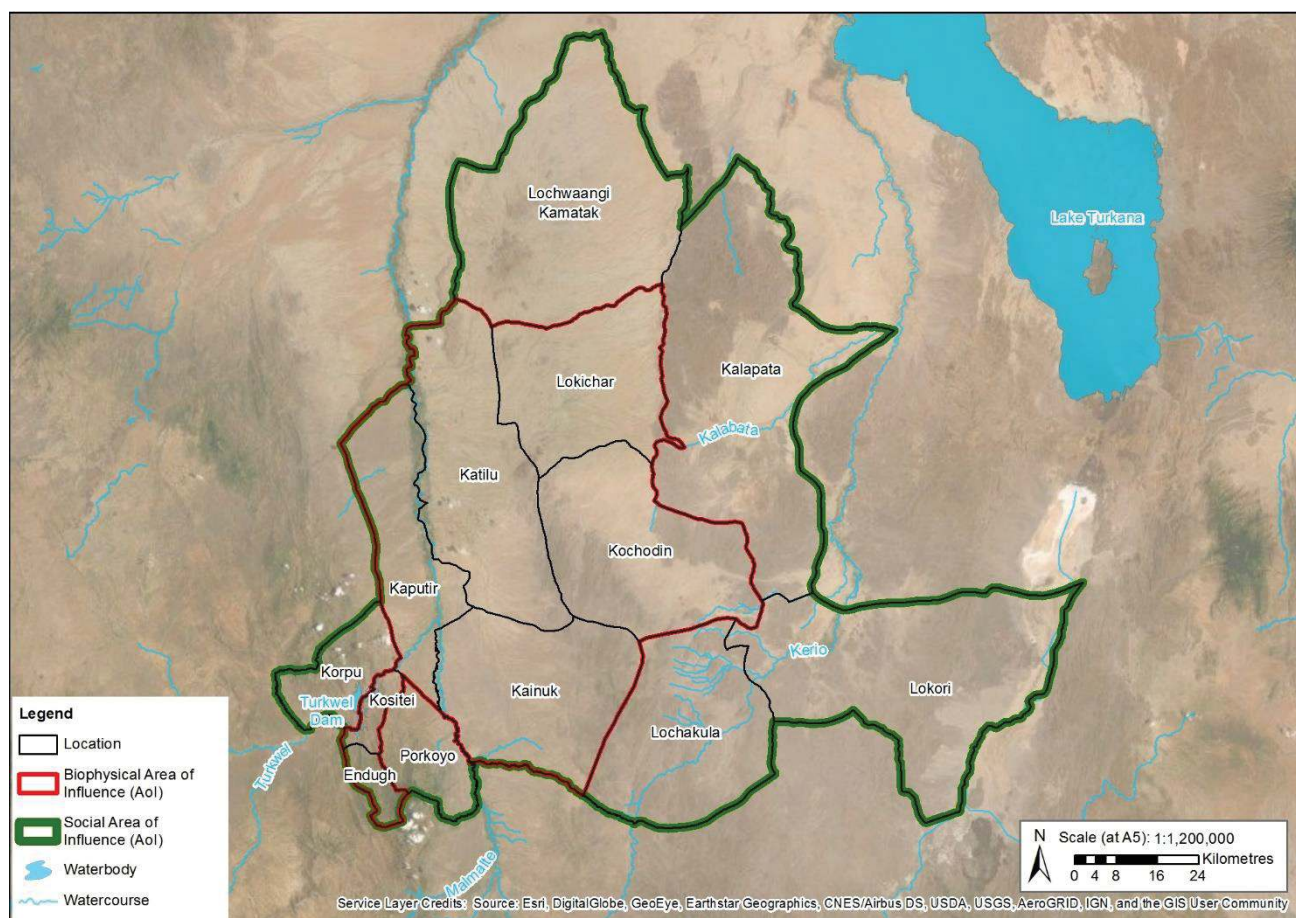 Lochwaangi
Kamatak
Lake Turkana
Lokichar
Kalapata
Kalabata
Katilu
Kochodin
Kaputir
Korpu
Kositei
Kainuk
Kerio
Lokori
Turkwel
Dam
Lochakula
Porkoyo
Endugh
Turkwel
Malmalte
Legend
Location
Biophysical Area of
Influence (AoI)
Social Area of
Influence (AoI)
Waterbody
Watercourse
N
Scale (at A5): 1:1,200,000
Kilometres
0 4 8 16 24
Service Layer Credits: Source: Esri, DigitalGlobe, GeoEye, Earthstar Geographics, CNES/Airbus DS, USDA, USGS, AeroGRID, IGN, and the GIS User Community